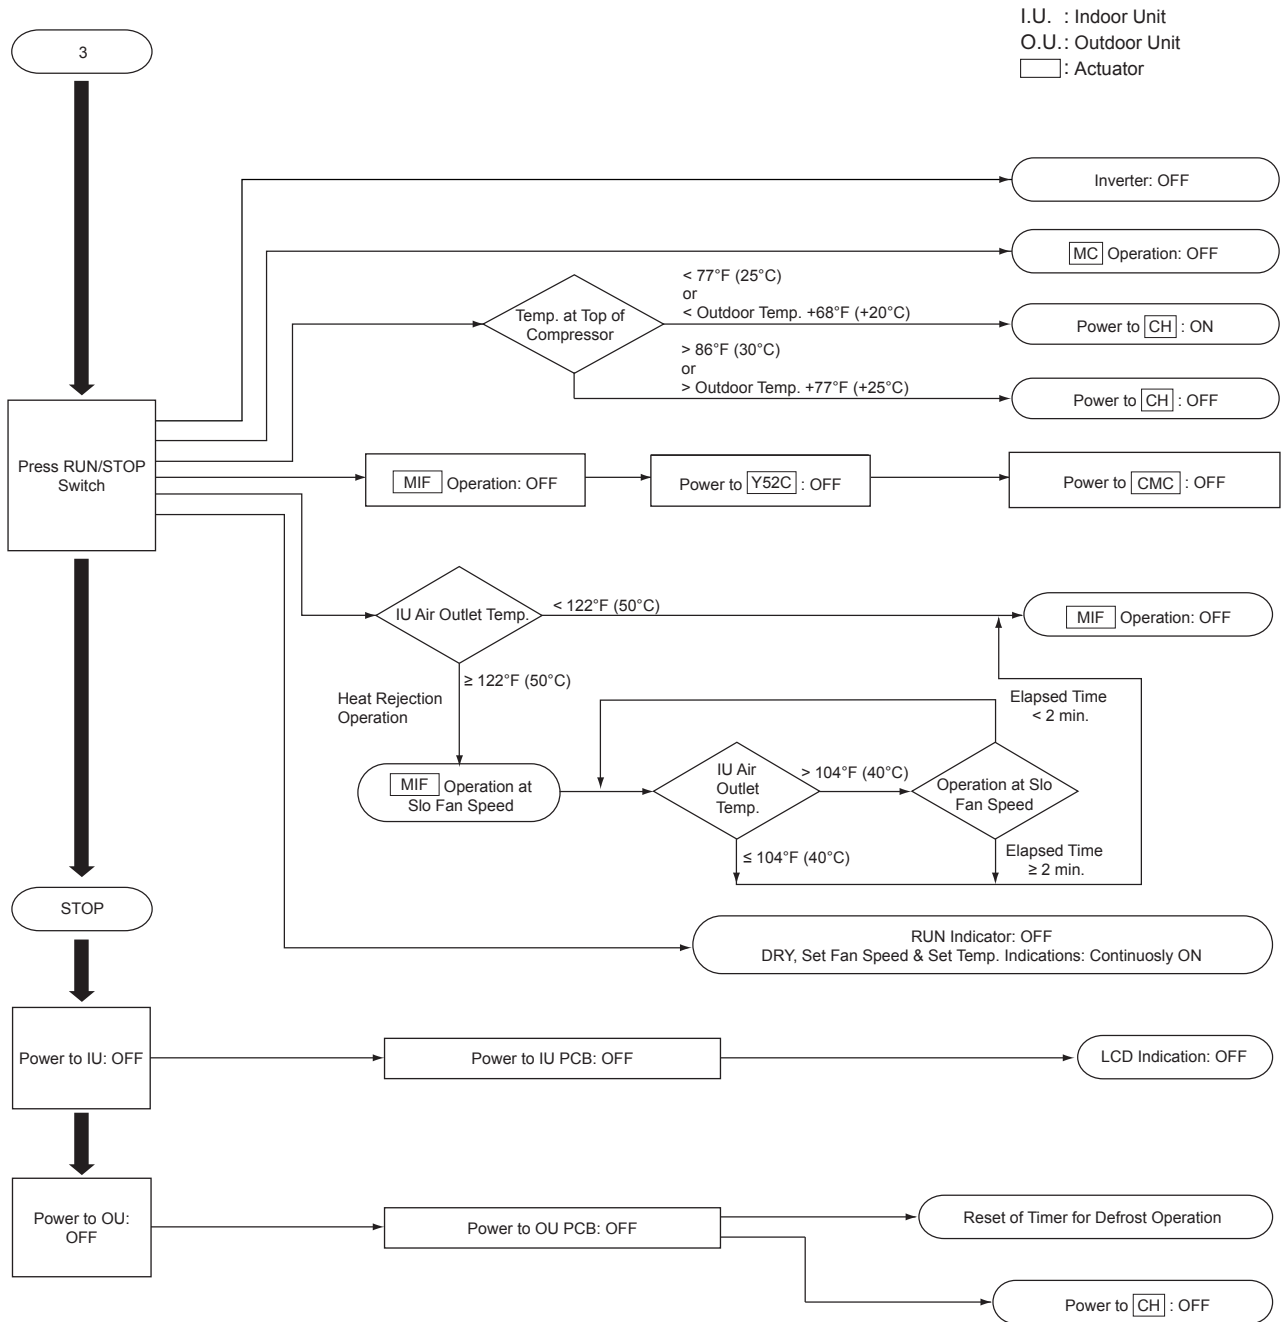 I.U. : Indoor Unit
O.U.: Outdoor Unit
: Actuator
3
Inverter: OFF
MC Operation: OFF
Temp. at Top of
Compressor
< 77°F (25°C)
or
< Outdoor Temp. +68°F (+20°C)
Power to CH : ON
> 86°F (30°C)
or
> Outdoor Temp. +77°F (+25°C)
Power to CH : OFF
Press RUN/STOP
Switch
MIF Operation: OFF
Power to Y52C : OFF
Power to CMC : OFF
IU Air Outlet Temp.
< 122°F (50°C)
MIF Operation: OFF
≥ 122°F (50°C)
Heat Rejection
Operation
MIF Operation at
Slo Fan Speed
IU Air
Outlet
Temp.
> 104°F (40°C)
Operation at Slo
Fan Speed
Elapsed Time
< 2 min.
≤ 104°F (40°C)
Elapsed Time
≥ 2 min.
STOP
RUN Indicator: OFF
DRY, Set Fan Speed & Set Temp. Indications: Continuosly ON
Power to IU: OFF
Power to IU PCB: OFF
LCD Indication: OFF
Power to OU:
OFF
Power to OU PCB: OFF
Reset of Timer for Defrost Operation
Power to CH : OFF